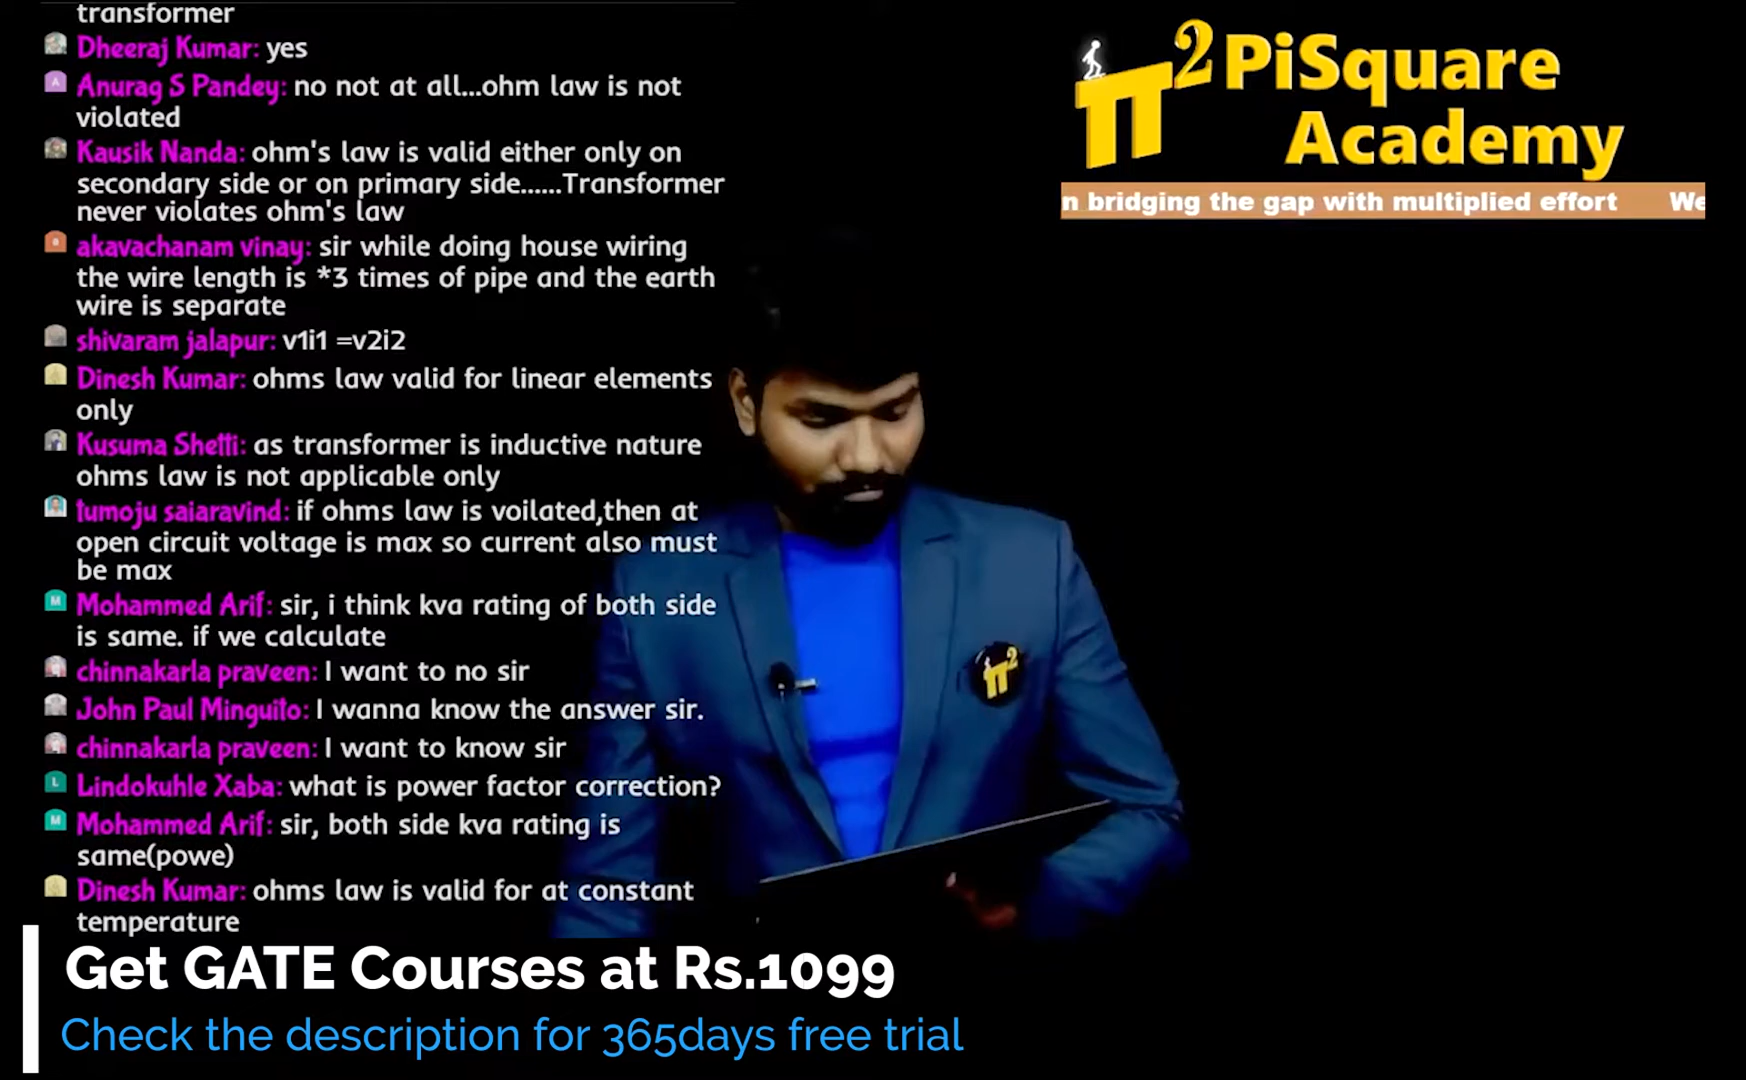 transformer
Dheeraj Kumar: yes
Anurag S Pandey: no not at all...ohm law is not
violated
Kausik Nanda: ohm's law is valid either only on
secondary side or on primary side......Transformer
never violates ohm's law
akavachanam vinay: sir while doing house wiring
the wire length is *3 times of pipe and the earth
wire is separate
shivaram jalapur: v1i1 =v2i2
Dinesh Kumar: ohms law valid for linear elements
only
Kusuma Shetti: as transformer is inductive nature
ohms law is not applicable only
tumoju saiaravind: if ohms law is voilated,then at
open circuit voltage is max so current also must
be max
Mohammed Arif: sir, i think kva rating of both side
is same. if we calculate
chinnakarla praveen: I want to no sir
John Paul Minguito: I wanna know the answer sir.
chinnakarla praveen: I want to know sir
Lindokuhle Xaba: what is power factor correction?
Mohammed Arif: sir, both side kva rating is
same(powe)
Dinesh Kumar: ohms law is valid for at constant
temperature
Get GATE Courses at Rs.1099
Check the description for 365days free trial
π² PiSquare
Academy
n bridging the gap with multiplied effort We
π²